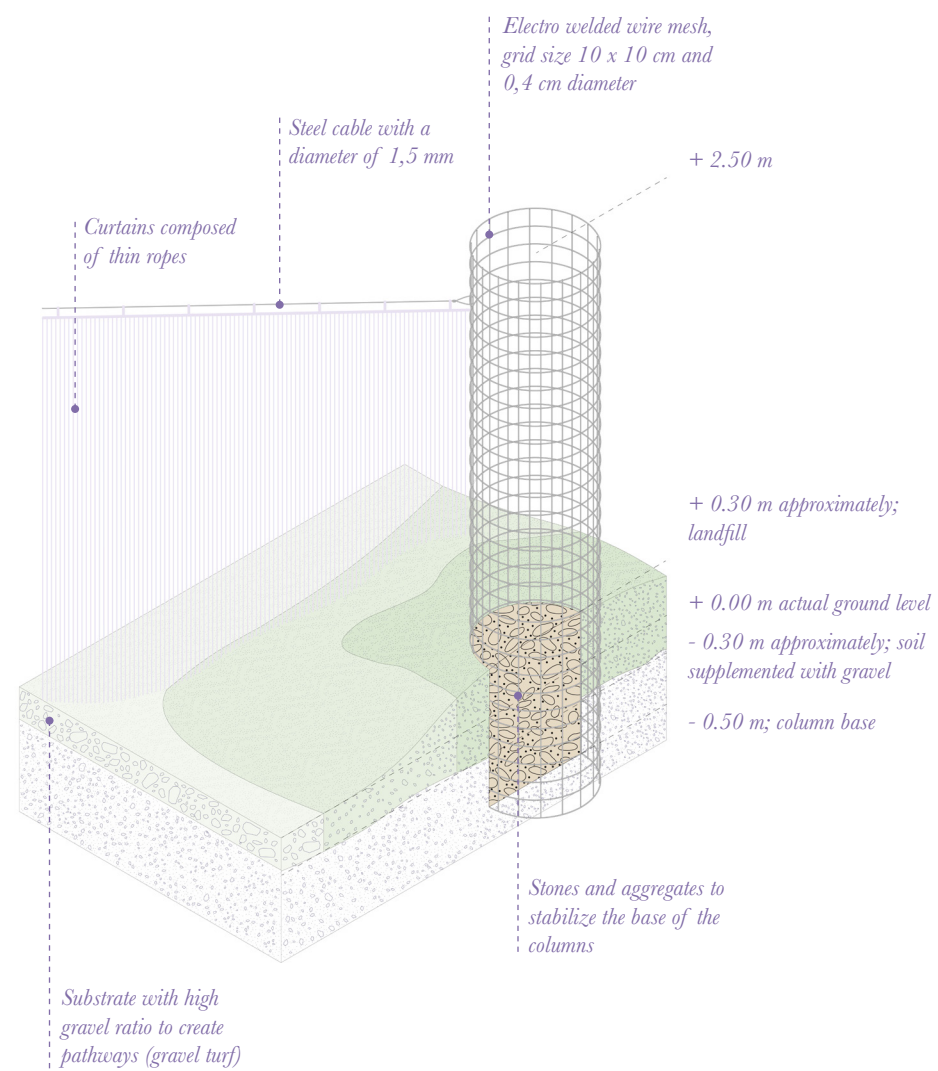 Electro welded wire mesh,
grid size 10 x 10 cm and
0,4 cm diameter
Steel cable with a
diameter of 1,5 mm
+ 2.50 m
Curtains composed
of thin ropes
+ 0.30 m approximately;
landfill
+ 0.00 m actual ground level
- 0.30 m approximately; soil
supplemented with gravel
- 0.50 m; column base
Stones and aggregates to
stabilize the base of the
columns
Substrate with high
gravel ratio to create
pathways (gravel turf)